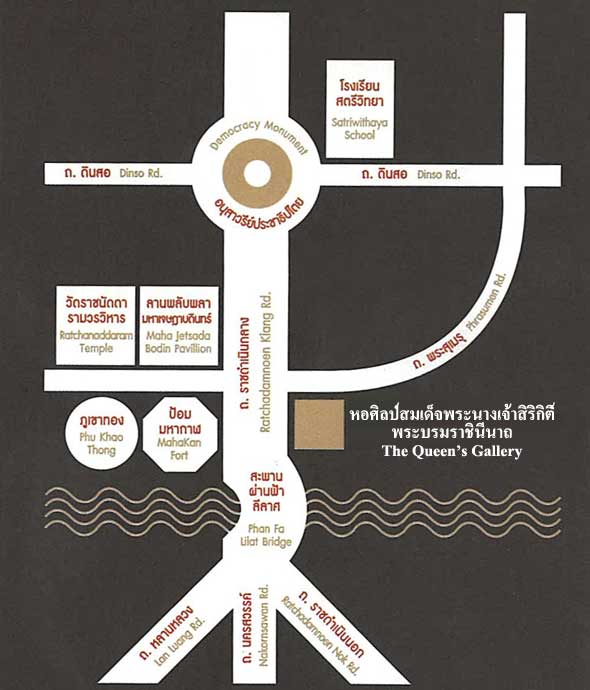 โรงเรียน
สตรีวิทยา
Satriwithaya
School
Democracy Monument
อนุสาวรีย์ประชาธิปไตย
ถ. ดินสอ Dinso Rd.
ถ. ดินสอ Dinso Rd.
วัดราชนัดดา
รามวรวิหาร
Ratchanaddaram
Temple
ลานพลับพลา
มหาเจษฎาบดินทร์
Maha Jetsada
Bodin Pavillion
ถ. ราชดำเนินกลาง
Ratchadamnoen Klang Rd.
ถ. พระสุเมรุ Phrasumen Rd.
ภูเขาทอง
Phu Khao
Thong
ป้อม
มหากาฬ
MahaKan
Fort
หอศิลป์สมเด็จพระนางเจ้าสิริกิติ์
พระบรมราชินีนาถ
The Queen's Gallery
สะพาน
ผ่านฟ้า
ลีลาศ
Phan Fa
Lilat Bridge
ถ. หลานหลวง
Lan Luang Rd.
ถ. นครสวรรค์
Nakornsawan Rd.
ถ. ราชดำเนินนอก
Ratchadamnoen Nok Rd.